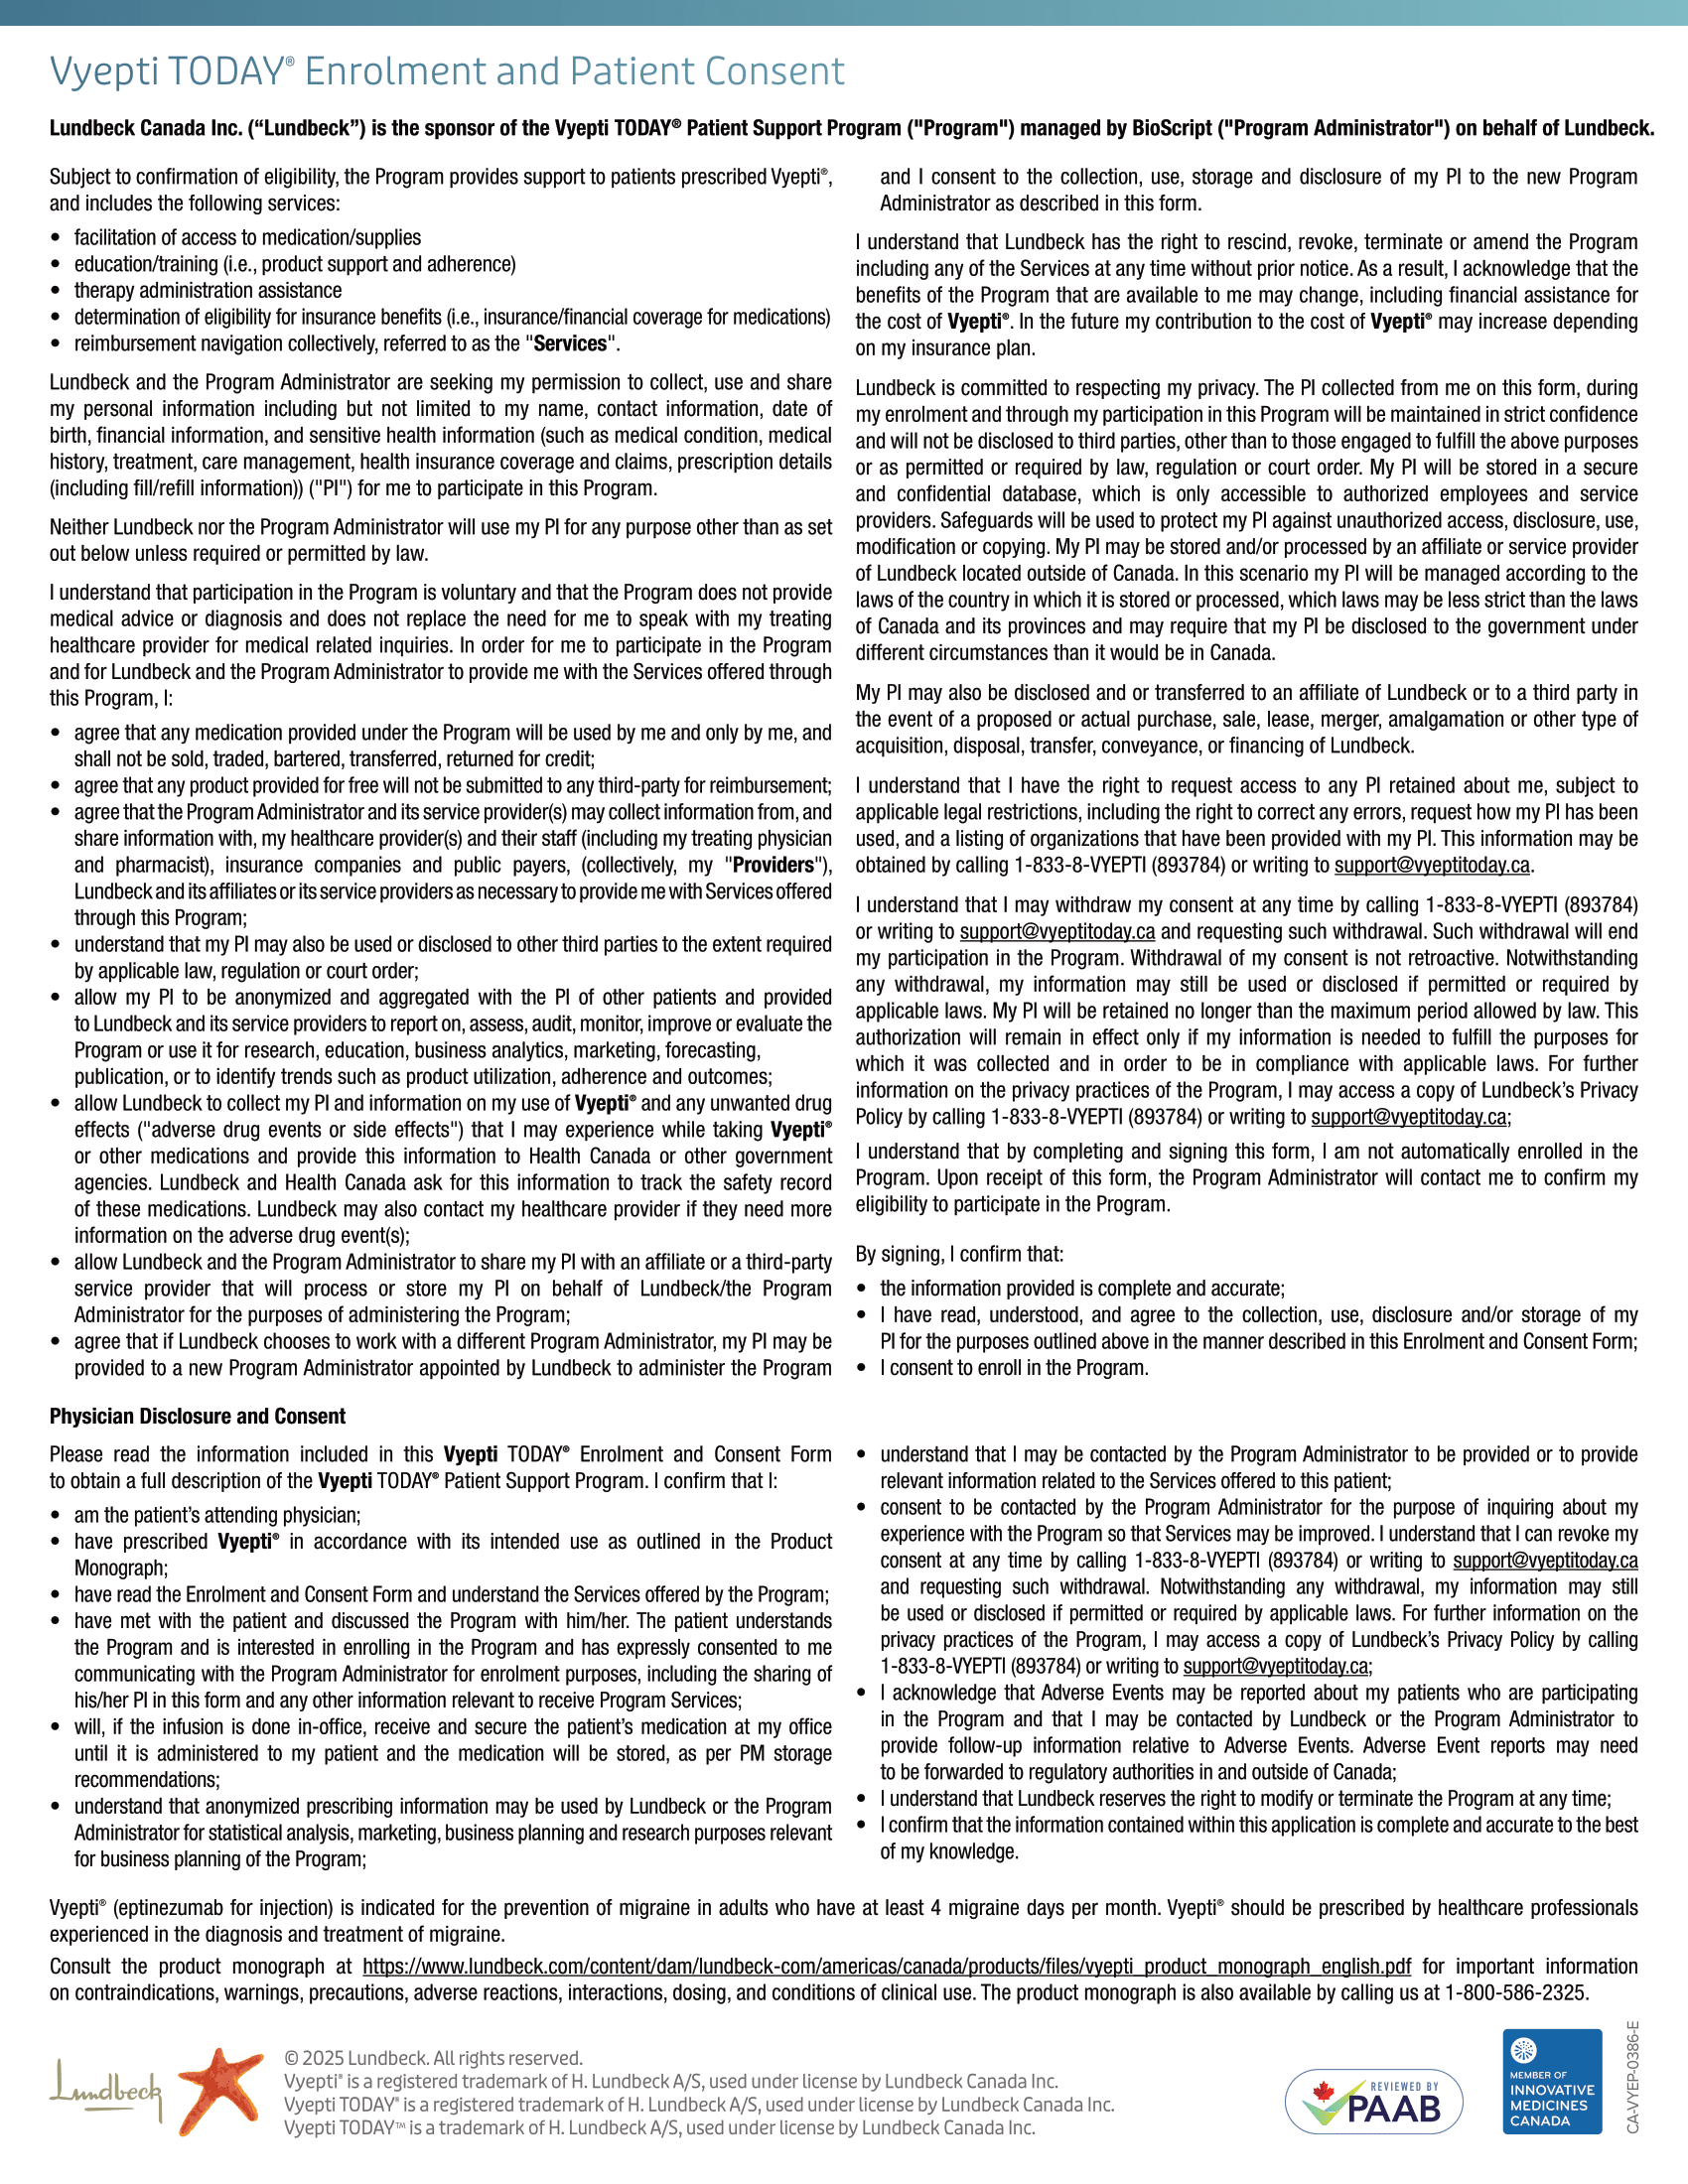 Vyepti TODAY® Enrolment and Patient Consent
Lundbeck Canada Inc. (“Lundbeck”) is the sponsor of the Vyepti TODAY® Patient Support Program ("Program") managed by BioScript ("Program Administrator") on behalf of Lundbeck.
Subject to confirmation of eligibility, the Program provides support to patients prescribed Vyepti®,
and includes the following services:
• facilitation of access to medication/supplies
• education/training (i.e., product support and adherence)
• therapy administration assistance
• determination of eligibility for insurance benefits (i.e., insurance/financial coverage for medications)
• reimbursement navigation collectively, referred to as the "Services".
Lundbeck and the Program Administrator are seeking my permission to collect, use and share
my personal information including but not limited to my name, contact information, date of
birth, financial information, and sensitive health information (such as medical condition, medical
history, treatment, care management, health insurance coverage and claims, prescription details
(including fill/refill information)) ("PI") for me to participate in this Program.
Neither Lundbeck nor the Program Administrator will use my PI for any purpose other than as set
out below unless required or permitted by law.
I understand that participation in the Program is voluntary and that the Program does not provide
medical advice or diagnosis and does not replace the need for me to speak with my treating
healthcare provider for medical related inquiries. In order for me to participate in the Program
and for Lundbeck and the Program Administrator to provide me with the Services offered through
this Program, I:
• agree that any medication provided under the Program will be used by me and only by me, and
shall not be sold, traded, bartered, transferred, returned for credit;
• agree that any product provided for free will not be submitted to any third-party for reimbursement;
• agree that the Program Administrator and its service provider(s) may collect information from, and
share information with, my healthcare provider(s) and their staff (including my treating physician
and pharmacist), insurance companies and public payers, (collectively, my "Providers"),
Lundbeck and its affiliates or its service providers as necessary to provide me with Services offered
through this Program;
• understand that my PI may also be used or disclosed to other third parties to the extent required
by applicable law, regulation or court order;
• allow my PI to be anonymized and aggregated with the PI of other patients and provided
to Lundbeck and its service providers to report on, assess, audit, monitor, improve or evaluate the
Program or use it for research, education, business analytics, marketing, forecasting,
publication, or to identify trends such as product utilization, adherence and outcomes;
• allow Lundbeck to collect my PI and information on my use of Vyepti® and any unwanted drug
effects ("adverse drug events or side effects") that I may experience while taking Vyepti®
or other medications and provide this information to Health Canada or other government
agencies. Lundbeck and Health Canada ask for this information to track the safety record
of these medications. Lundbeck may also contact my healthcare provider if they need more
information on the adverse drug event(s);
• allow Lundbeck and the Program Administrator to share my PI with an affiliate or a third-party
service provider that will process or store my PI on behalf of Lundbeck/the Program
Administrator for the purposes of administering the Program;
• agree that if Lundbeck chooses to work with a different Program Administrator, my PI may be
provided to a new Program Administrator appointed by Lundbeck to administer the Program
and I consent to the collection, use, storage and disclosure of my PI to the new Program
Administrator as described in this form.
I understand that Lundbeck has the right to rescind, revoke, terminate or amend the Program
including any of the Services at any time without prior notice. As a result, I acknowledge that the
benefits of the Program that are available to me may change, including financial assistance for
the cost of Vyepti®. In the future my contribution to the cost of Vyepti® may increase depending
on my insurance plan.
Lundbeck is committed to respecting my privacy. The PI collected from me on this form, during
my enrolment and through my participation in this Program will be maintained in strict confidence
and will not be disclosed to third parties, other than to those engaged to fulfill the above purposes
or as permitted or required by law, regulation or court order. My PI will be stored in a secure
and confidential database, which is only accessible to authorized employees and service
providers. Safeguards will be used to protect my PI against unauthorized access, disclosure, use,
modification or copying. My PI may be stored and/or processed by an affiliate or service provider
of Lundbeck located outside of Canada. In this scenario my PI will be managed according to the
laws of the country in which it is stored or processed, which laws may be less strict than the laws
of Canada and its provinces and may require that my PI be disclosed to the government under
different circumstances than it would be in Canada.
My PI may also be disclosed and or transferred to an affiliate of Lundbeck or to a third party in
the event of a proposed or actual purchase, sale, lease, merger, amalgamation or other type of
acquisition, disposal, transfer, conveyance, or financing of Lundbeck.
I understand that I have the right to request access to any PI retained about me, subject to
applicable legal restrictions, including the right to correct any errors, request how my PI has been
used, and a listing of organizations that have been provided with my PI. This information may be
obtained by calling 1-833-8-VYEPTI (893784) or writing to support@vyeptitoday.ca.
I understand that I may withdraw my consent at any time by calling 1-833-8-VYEPTI (893784)
or writing to support@vyeptitoday.ca and requesting such withdrawal. Such withdrawal will end
my participation in the Program. Withdrawal of my consent is not retroactive. Notwithstanding
any withdrawal, my information may still be used or disclosed if permitted or required by
applicable laws. My PI will be retained no longer than the maximum period allowed by law. This
authorization will remain in effect only if my information is needed to fulfill the purposes for
which it was collected and in order to be in compliance with applicable laws. For further
information on the privacy practices of the Program, I may access a copy of Lundbeck’s Privacy
Policy by calling 1-833-8-VYEPTI (893784) or writing to support@vyeptitoday.ca;
I understand that by completing and signing this form, I am not automatically enrolled in the
Program. Upon receipt of this form, the Program Administrator will contact me to confirm my
eligibility to participate in the Program.
By signing, I confirm that:
• the information provided is complete and accurate;
• I have read, understood, and agree to the collection, use, disclosure and/or storage of my
PI for the purposes outlined above in the manner described in this Enrolment and Consent Form;
• I consent to enroll in the Program.
Physician Disclosure and Consent
Please read the information included in this Vyepti TODAY® Enrolment and Consent Form
to obtain a full description of the Vyepti TODAY® Patient Support Program. I confirm that I:
• am the patient’s attending physician;
• have prescribed Vyepti® in accordance with its intended use as outlined in the Product
Monograph;
• have read the Enrolment and Consent Form and understand the Services offered by the Program;
• have met with the patient and discussed the Program with him/her. The patient understands
the Program and is interested in enrolling in the Program and has expressly consented to me
communicating with the Program Administrator for enrolment purposes, including the sharing of
his/her PI in this form and any other information relevant to receive Program Services;
• will, if the infusion is done in-office, receive and secure the patient’s medication at my office
until it is administered to my patient and the medication will be stored, as per PM storage
recommendations;
• understand that anonymized prescribing information may be used by Lundbeck or the Program
Administrator for statistical analysis, marketing, business planning and research purposes relevant
for business planning of the Program;
• understand that I may be contacted by the Program Administrator to be provided or to provide
relevant information related to the Services offered to this patient;
• consent to be contacted by the Program Administrator for the purpose of inquiring about my
experience with the Program so that Services may be improved. I understand that I can revoke my
consent at any time by calling 1-833-8-VYEPTI (893784) or writing to support@vyeptitoday.ca
and requesting such withdrawal. Notwithstanding any withdrawal, my information may still
be used or disclosed if permitted or required by applicable laws. For further information on the
privacy practices of the Program, I may access a copy of Lundbeck’s Privacy Policy by calling
1-833-8-VYEPTI (893784) or writing to support@vyeptitoday.ca;
• I acknowledge that Adverse Events may be reported about my patients who are participating
in the Program and that I may be contacted by Lundbeck or the Program Administrator to
provide follow-up information relative to Adverse Events. Adverse Event reports may need
to be forwarded to regulatory authorities in and outside of Canada;
• I understand that Lundbeck reserves the right to modify or terminate the Program at any time;
• I confirm that the information contained within this application is complete and accurate to the best
of my knowledge.
Vyepti® (eptinezumab for injection) is indicated for the prevention of migraine in adults who have at least 4 migraine days per month. Vyepti® should be prescribed by healthcare professionals
experienced in the diagnosis and treatment of migraine.
Consult the product monograph at https://www.lundbeck.com/content/dam/lundbeck-com/americas/canada/products/files/vyepti_product_monograph_english.pdf for important information
on contraindications, warnings, precautions, adverse reactions, interactions, dosing, and conditions of clinical use. The product monograph is also available by calling us at 1-800-586-2325.
Lundbeck
© 2025 Lundbeck. All rights reserved.
Vyepti® is a registered trademark of H. Lundbeck A/S, used under license by Lundbeck Canada Inc.
Vyepti TODAY® is a registered trademark of H. Lundbeck A/S, used under license by Lundbeck Canada Inc.
Vyepti TODAY™ is a trademark of H. Lundbeck A/S, used under license by Lundbeck Canada Inc.
REVIEWED BY
PAAB
MEMBER OF
INNOVATIVE
MEDICINES
CANADA
CA-VYEP-0386-E